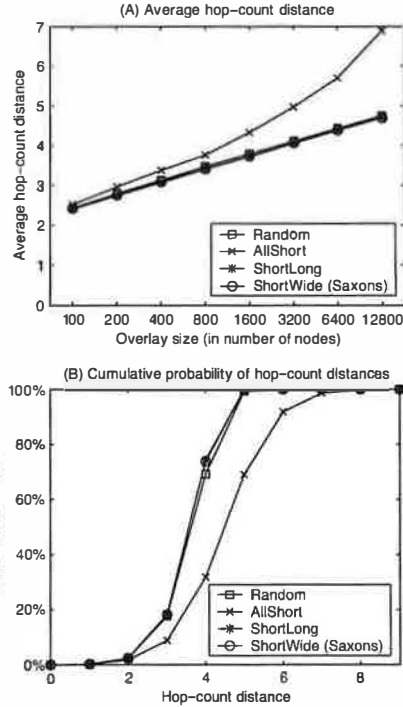 (A) Average hop-count distance
7
6
5
4
3
2
1
0
Average hop-count distance
Random
AllShort
ShortLong
ShortWide (Saxons)
100 200 400 800 1600 3200 6400 12800
Overlay size (in number of nodes)
(B) Cumulative probability of hop-count distances
100%
80%
60%
40%
20%
0%
Random
AllShort
ShortLong
ShortWide (Saxons)
0 2 4 6 8
Hop-count distance